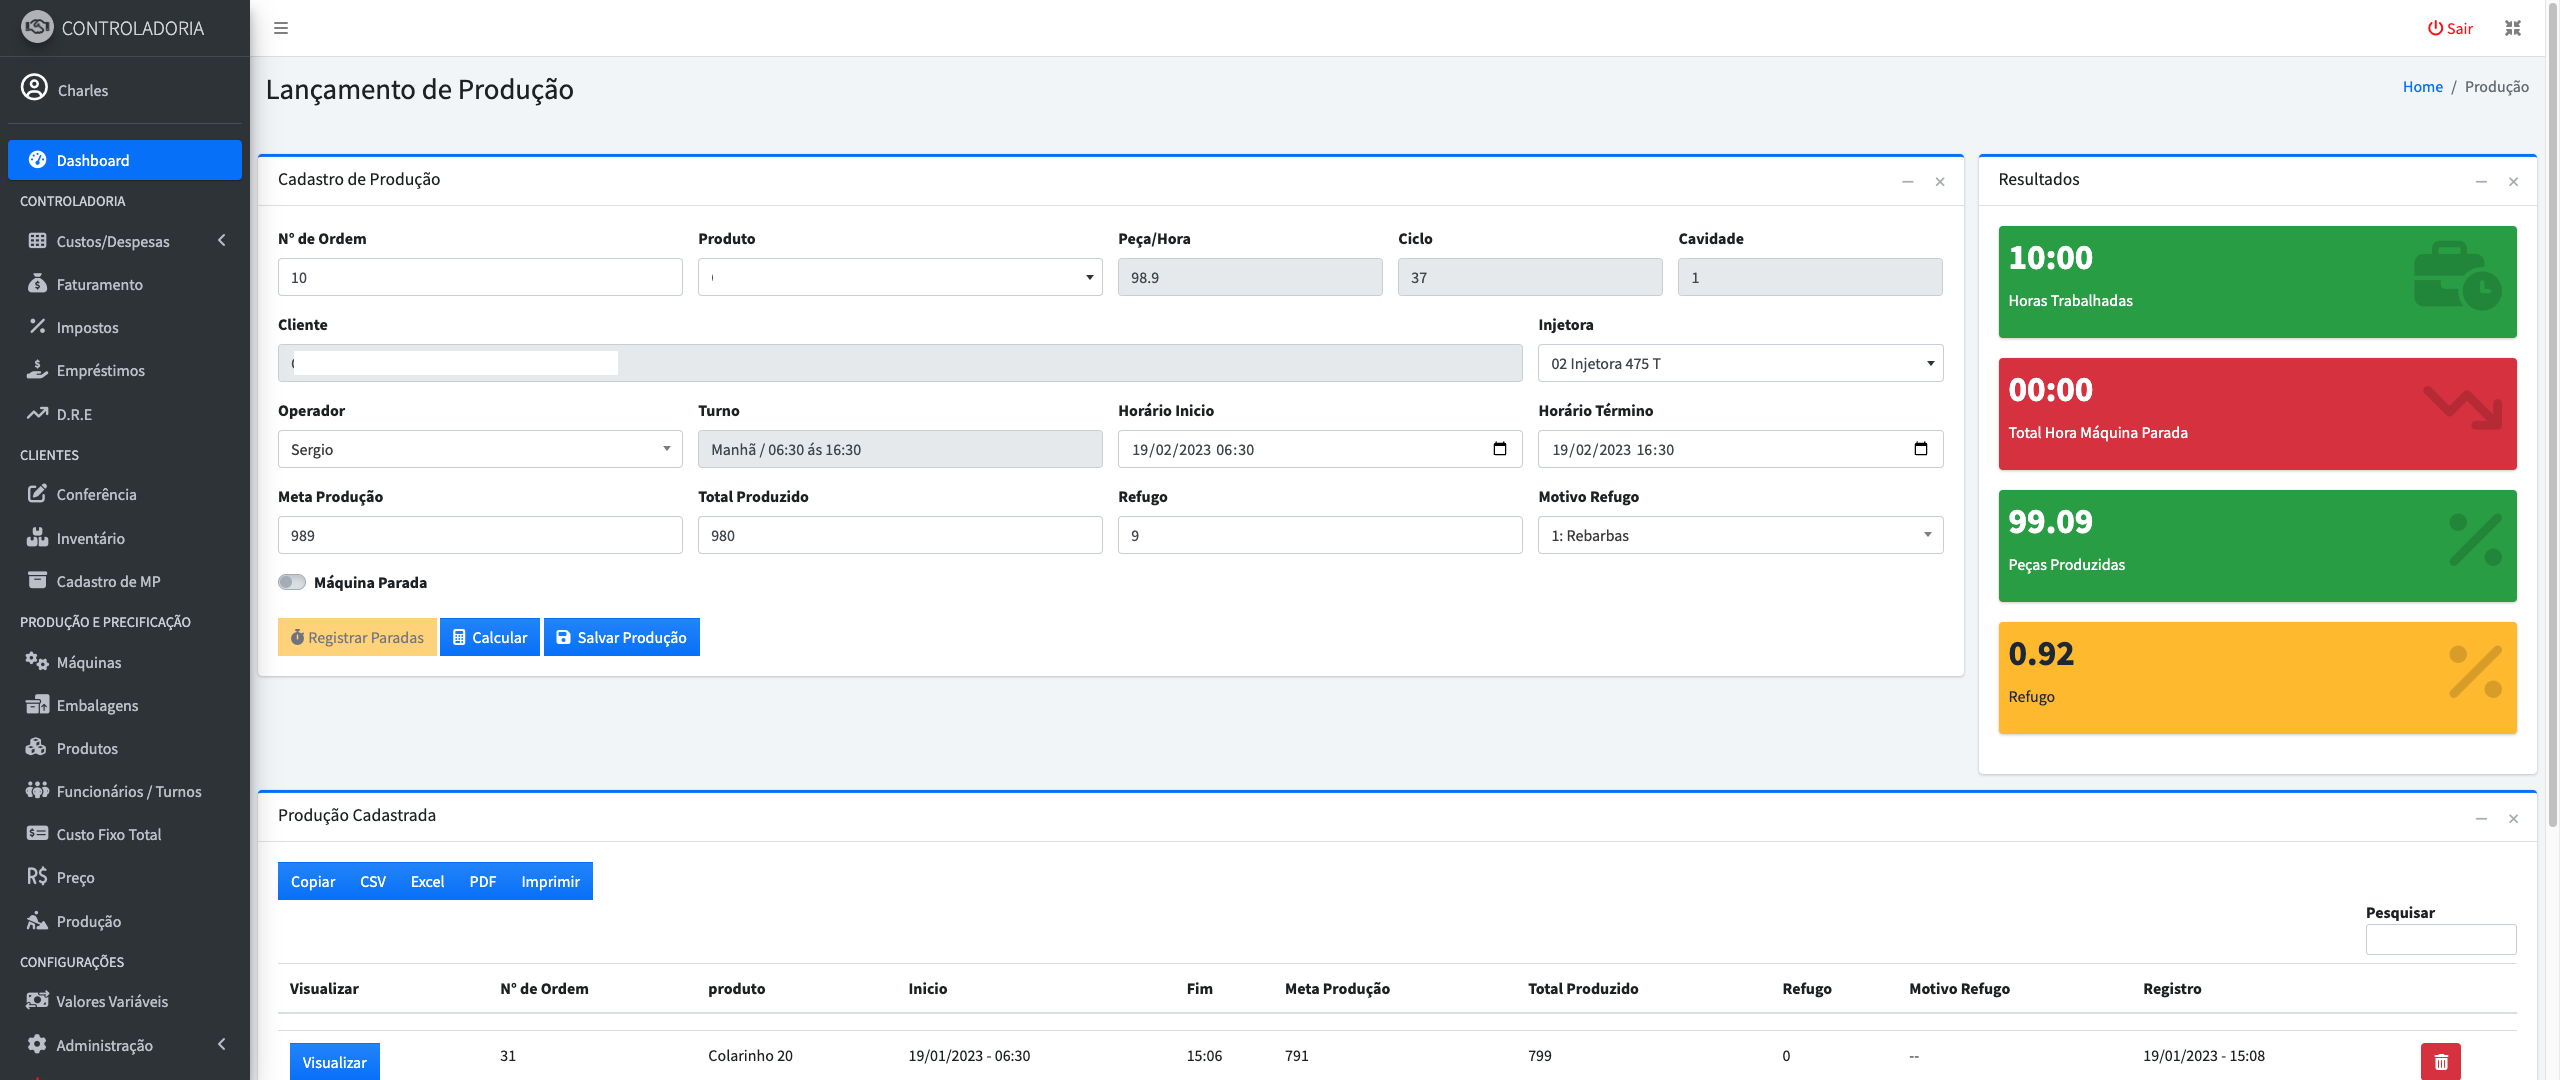 CONTROLADORIA
Sair
Charles
Lançamento de Produção
Home / Produção
Dashboard
CONTROLADORIA
Custos/Despesas
Faturamento
Impostos
Empréstimos
D.R.E
CLIENTES
Conferência
Inventário
Cadastro de MP
PRODUÇÃO E PRECIFICAÇÃO
Máquinas
Embalagens
Produtos
Funcionários / Turnos
Custo Fixo Total
R$ Preço
Produção
CONFIGURAÇÕES
Valores Variáveis
Administração
Cadastro de Produção
N° de Ordem Produto Peça/Hora Ciclo Cavidade
10 98.9 37 1
Cliente Injetora
02 Injetora 475 T
Operador Turno Horário Inicio Horário Término
Sergio Manhã / 06:30 ás 16:30 19/02/2023 06:30 19/02/2023 16:30
Meta Produção Total Produzido Refugo Motivo Refugo
989 980 9 1: Rebarbas
Máquina Parada
Registrar Paradas Calcular Salvar Produção
Resultados
10:00
Horas Trabalhadas
00:00
Total Hora Máquina Parada
99.09
Peças Produzidas
0.92
Refugo
Produção Cadastrada
Copiar CSV Excel PDF Imprimir
Pesquisar
Visualizar N° de Ordem produto Inicio Fim Meta Produção Total Produzido Refugo Motivo Refugo Registro
Visualizar 31 Colarinho 20 19/01/2023 - 06:30 15:06 791 799 0 -- 19/01/2023 - 15:08